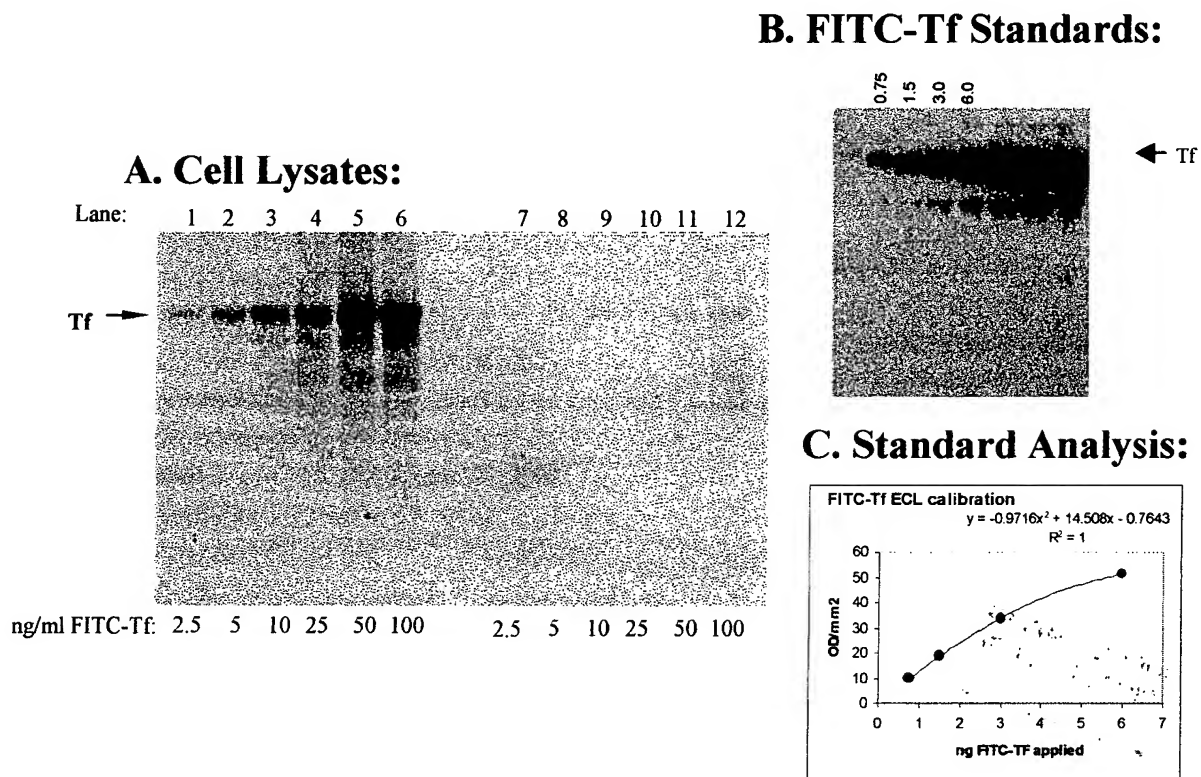 B. FITC-Tf Standards:
0.75 1.5 3.0 6.0
Tf
A. Cell Lysates:
Lane: 1 2 3 4 5 6 7 8 9 10 11 12
Tf
ng/ml FITC-Tf: 2.5 5 10 25 50 100 2.5 5 10 25 50 100
C. Standard Analysis:
FITC-Tf ECL calibration
y = -0.9716x² + 14.508x - 0.7643
R² = 1
60
50
40
30
20
10
0
OD/mm2
0 1 2 3 4 5 6 7
ng FITC-TF applied